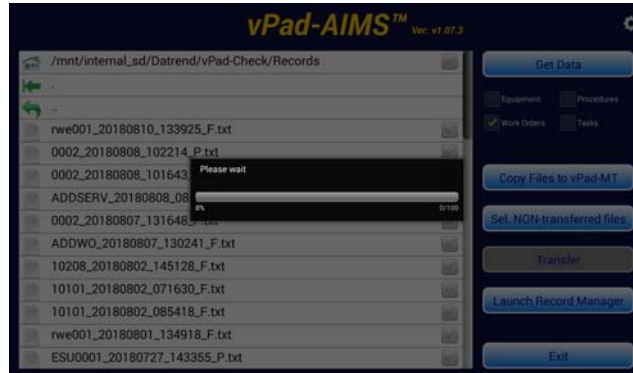 vPad-AIMS™ Ver: v1.07.3
/mnt/internal_sd/Datrend/vPad-Check/Records
.
..
rwe001_20180810_133925_F.txt
0002_20180808_102214_P.txt
0002_20180808_101643
ADDSERV_20180808_08
0002_20180807_131648
ADDWO_20180807_130241_F.txt
10208_20180802_145128_F.txt
10101_20180802_071630_F.txt
10101_20180802_085418_F.txt
rwe001_20180801_134918_F.txt
ESU0001_20180727_143355_P.txt
Please wait
0% 0/100
Get Data
Equipment Procedures
Work Orders Tasks
Copy Files to vPad-MT
Sel. NON-transferred files
Transfer
Launch Record Manager
Exit